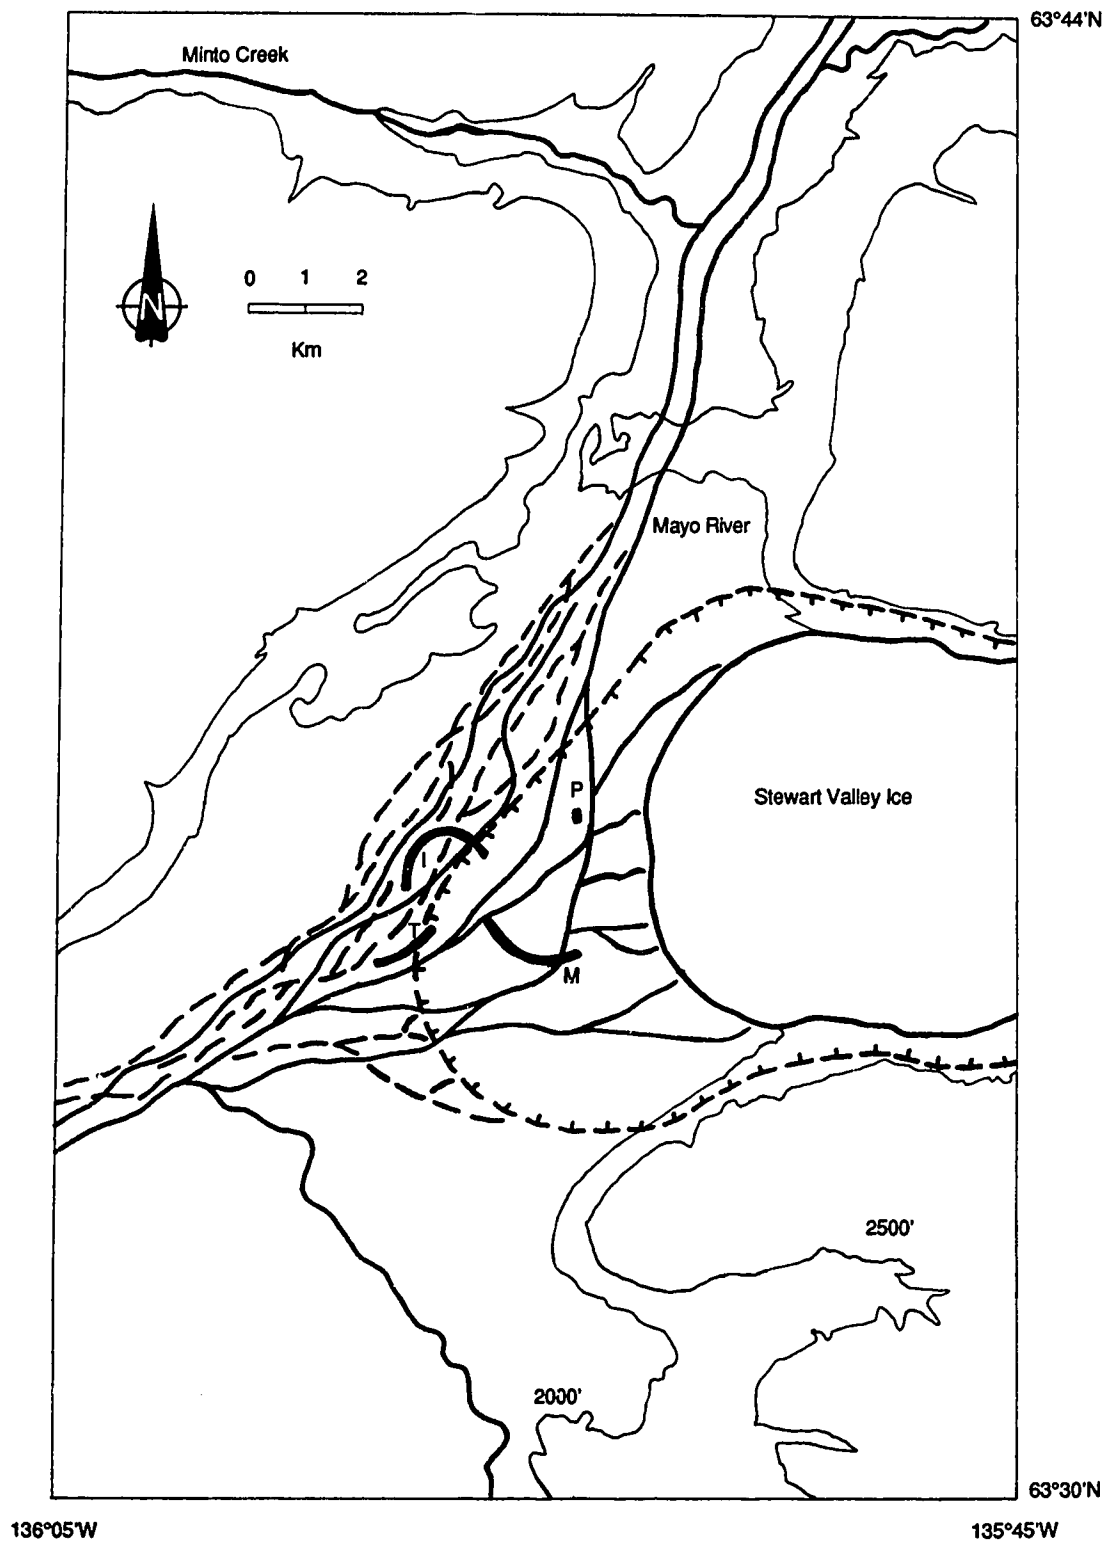 63°44'N
Minto Creek
N
0 1 2
Km
Mayo River
P
Stewart Valley Ice
I
T
M
2500'
2000'
63°30'N
136°05'W 135°45'W